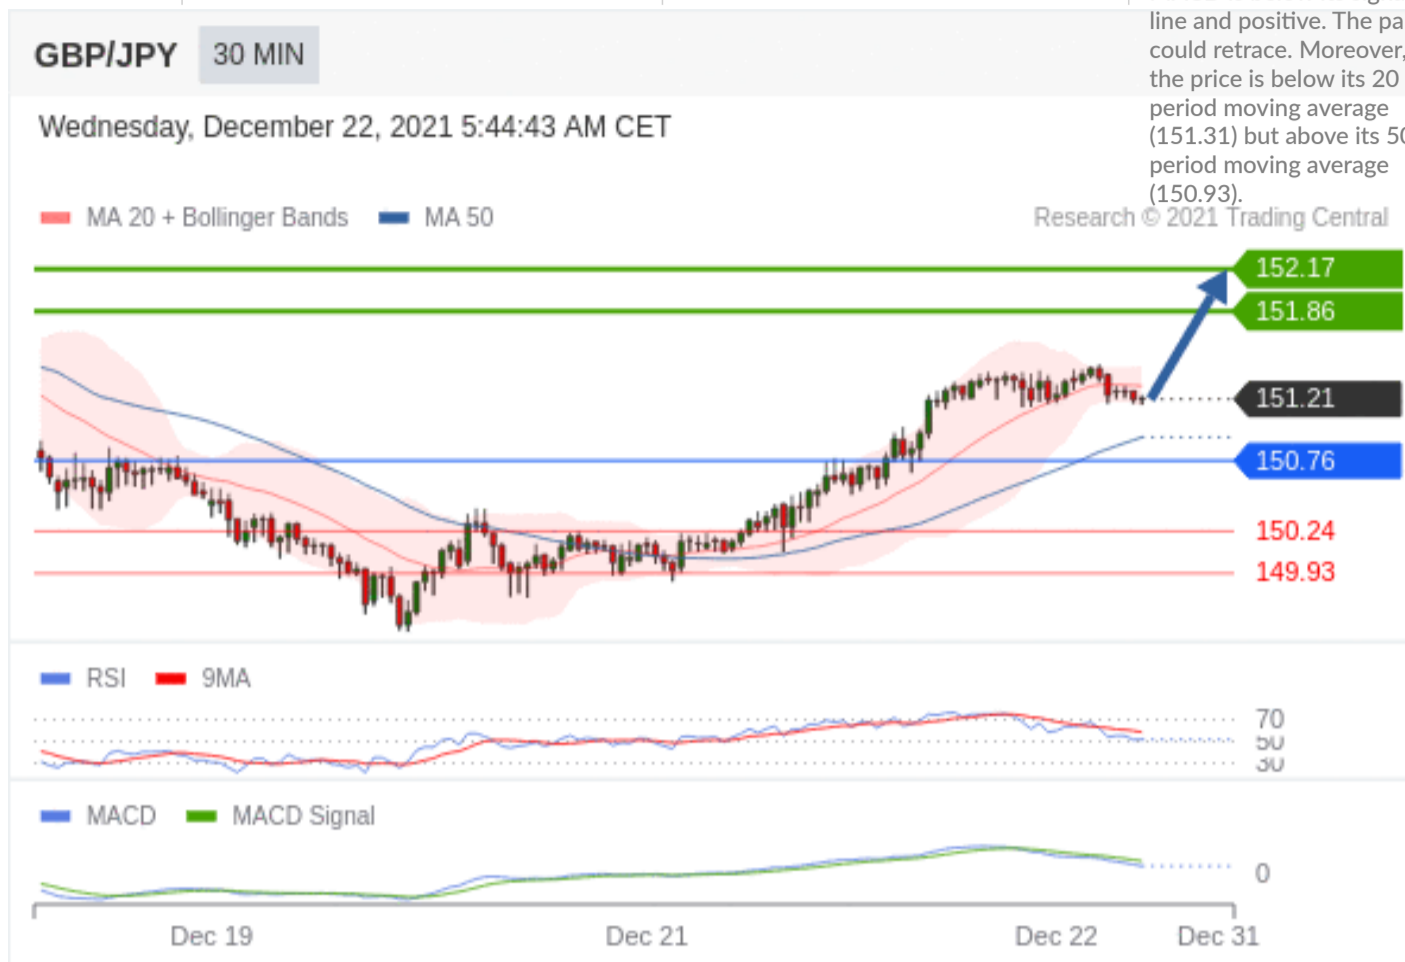 line and positive. The pa
could retrace. Moreover,
the price is below its 20
period moving average
(151.31) but above its 50
period moving average
(150.93).
GBP/JPY 30 MIN
Wednesday, December 22, 2021 5:44:43 AM CET
MA 20 + Bollinger Bands MA 50
Research © 2021 Trading Central
152.17
151.86
151.21
150.76
150.24
149.93
RSI 9MA
70
50
30
MACD MACD Signal
0
Dec 19 Dec 21 Dec 22 Dec 31